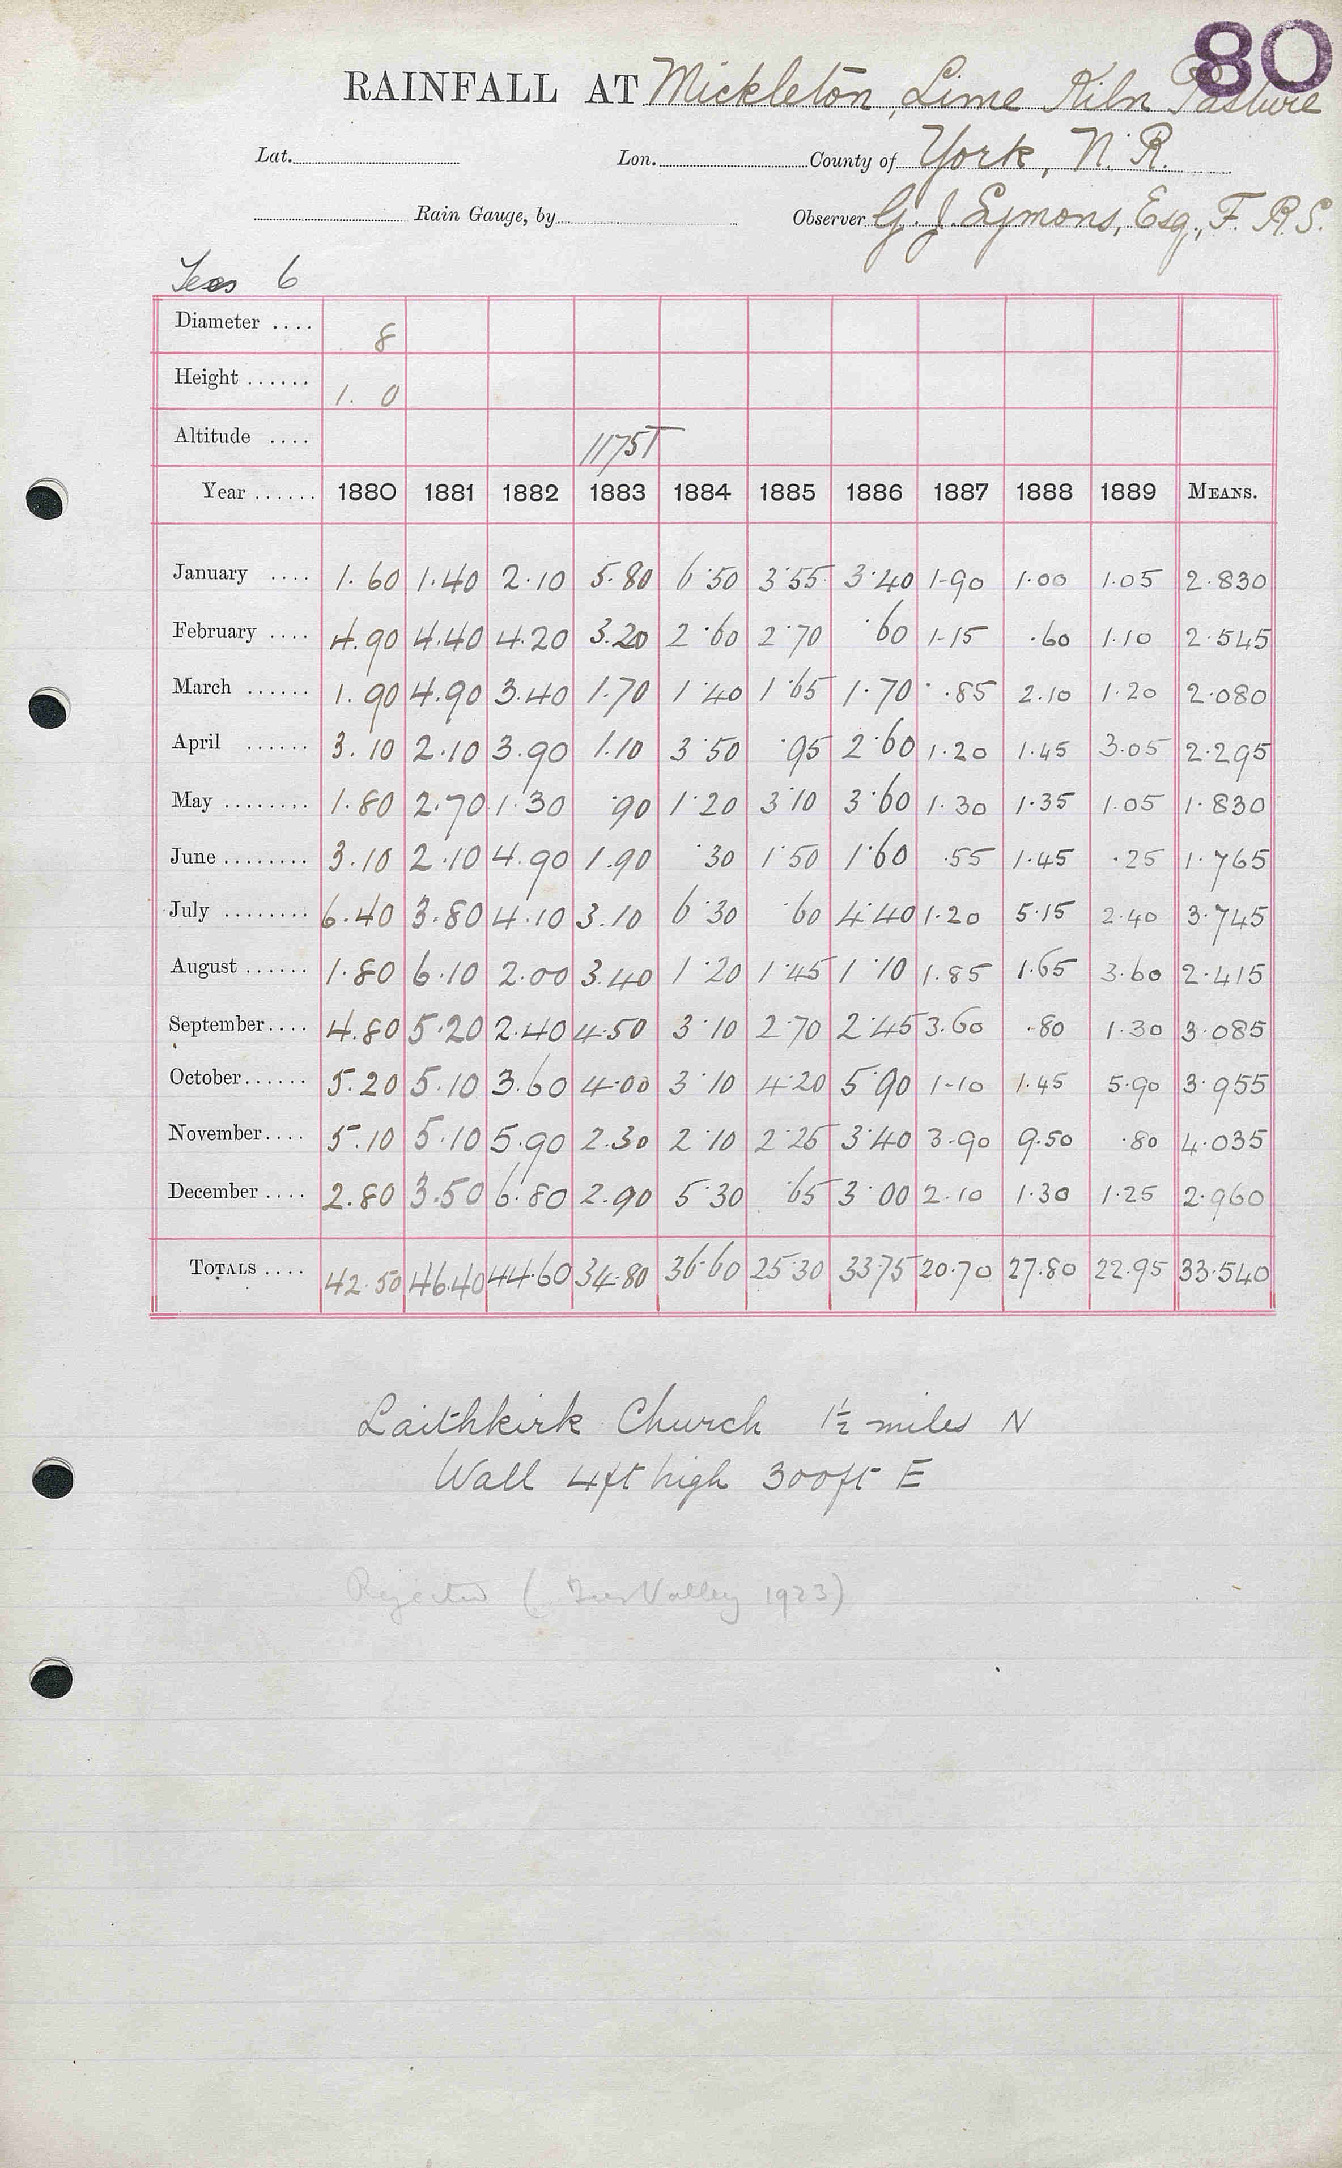 80
RAINFALL AT Mickleton, Lime Kiln Pasture
Lat. Lon. County of York, N. R.
Rain Gauge, by Observer G. J. Symons, Esq., F. R. S.
Tees 6
Diameter .... 8
Height ...... 1. 0
Altitude .... 1175T
Year ...... 1880 1881 1882 1883 1884 1885 1886 1887 1888 1889 MEANS.
January .... 1.60 1.40 2.10 5.80 6.50 3.55 3.40 1.90 1.00 1.05 2.830
February .... 4.90 4.40 4.20 3.20 2.60 2.70 .60 1.15 .60 1.10 2.545
March ...... 1.90 4.90 3.40 1.70 1.40 1.65 1.70 .85 2.10 1.20 2.080
April ...... 3.10 2.10 3.90 1.10 3.50 .95 2.60 1.20 1.45 3.05 2.295
May ........ 1.80 2.70 1.30 .90 1.20 3.10 3.60 1.30 1.35 1.05 1.830
June ........ 3.10 2.10 4.90 1.90 .30 1.50 1.60 .55 1.45 .25 1.765
July ........ 6.40 3.80 4.10 3.10 6.30 .60 4.40 1.20 5.15 2.40 3.745
August ...... 1.80 6.10 2.00 3.40 1.20 1.45 1.10 1.85 1.65 3.60 2.415
September .... 4.80 5.20 2.40 4.50 3.10 2.70 2.45 3.60 .80 1.30 3.085
October ...... 5.20 5.10 3.60 4.00 3.10 4.20 5.90 1.10 1.45 5.90 3.955
November .... 5.10 5.10 5.90 2.30 2.10 2.25 3.40 3.90 9.50 .80 4.035
December .... 2.80 3.50 6.80 2.90 5.30 .65 3.00 2.10 1.30 1.25 2.960
TOTALS .... 42.50 46.40 44.60 34.80 36.60 25.30 33.75 20.70 27.80 22.95 33.540
Laithkirk Church 1½ miles N
Wall 4ft high 300ft E
Rejected (Tees Valley 1923)